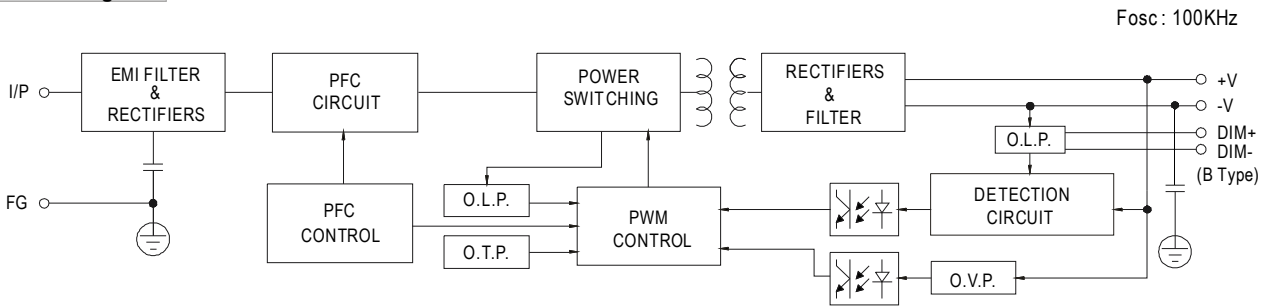 Fosc : 100KHz
I/P
EMI FILTER
&
RECTIFIERS
PFC
CIRCUIT
POWER
SWITCHING
RECTIFIERS
&
FILTER
+V
-V
DIM+
DIM-
(B Type)
O.L.P.
FG
PFC
CONTROL
O.L.P.
O.T.P.
PWM
CONTROL
DETECTION
CIRCUIT
O.V.P.